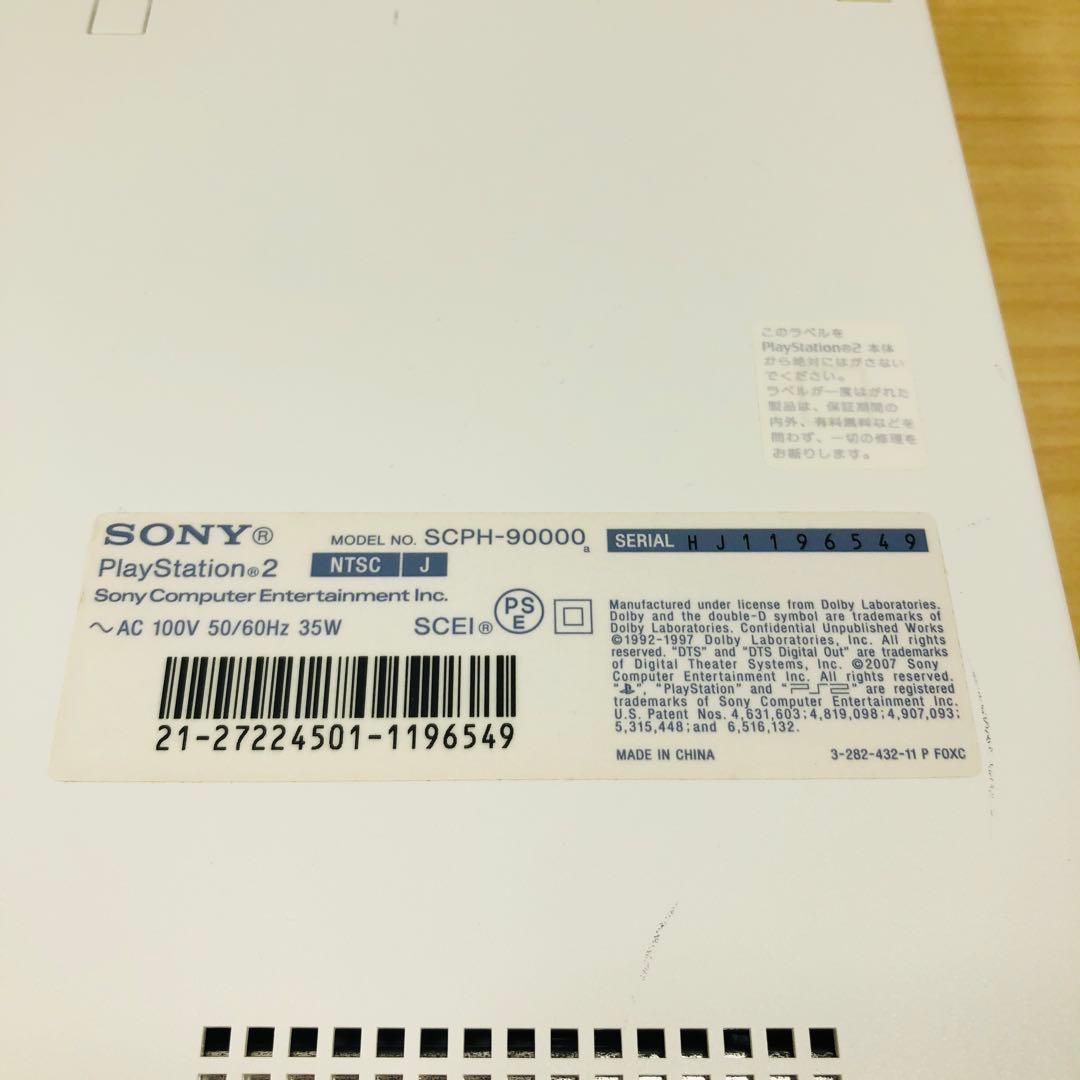 このラベルを
PlayStation®2 本体
から絶対にはがさない
でください。
ラベルが一度はがれた
製品は、保証期間の
内外、有料無料などを
問わず、一切の修理を
お断りします。
SONY®
MODEL NO. SCPH-90000 a
SERIAL HJ1196549
PlayStation®2
NTSC J
Sony Computer Entertainment Inc.
～AC 100V 50/60Hz 35W
SCEI®
PS E
21-27224501-1196549
Manufactured under license from Dolby Laboratories.
Dolby and the double-D symbol are trademarks of
Dolby Laboratories. Confidential Unpublished Works
©1992-1997 Dolby Laboratories, Inc. All rights
reserved. "DTS" and "DTS Digital Out" are trademarks
of Digital Theater Systems, Inc. ©2007 Sony
Computer Entertainment Inc. All rights reserved.
" ", "PlayStation" and "PS2" are registered
trademarks of Sony Computer Entertainment Inc.
U.S. Patent Nos. 4,631,603; 4,819,098; 4,907,093;
5,315,448; and 6,516,132.
MADE IN CHINA
3-282-432-11 P FOXC